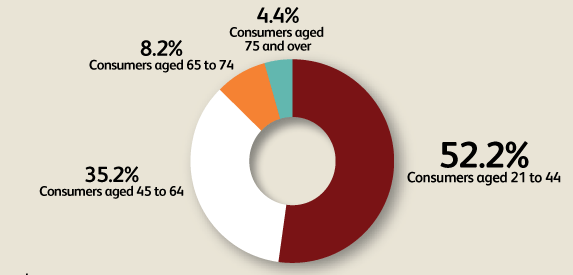 4.4%
Consumers aged
75 and over
8.2%
Consumers aged 65 to 74
52.2%
Consumers aged 21 to 44
35.2%
Consumers aged 45 to 64